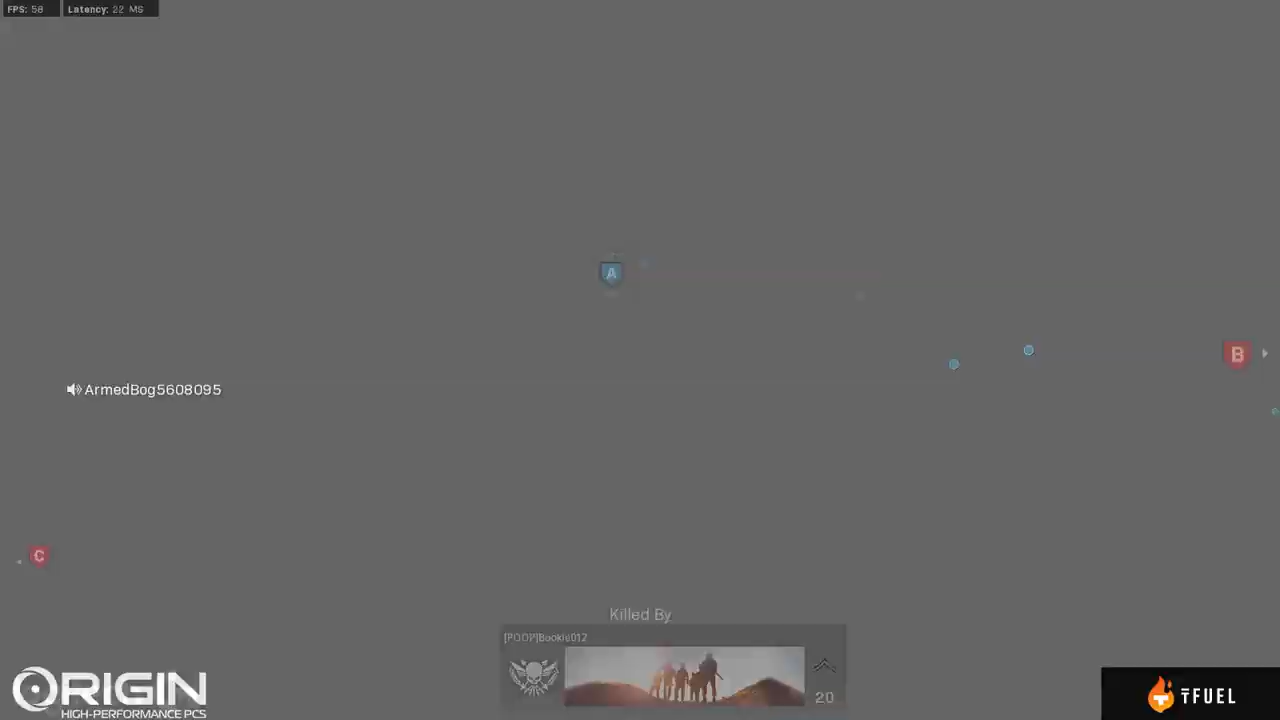 FPS: 58
Latency: 22 MS
A
B
ArmedBog5608095
C
Killed By
[POOP]Bookie012
20
ORIGIN
HIGH-PERFORMANCE PCS
TFUEL